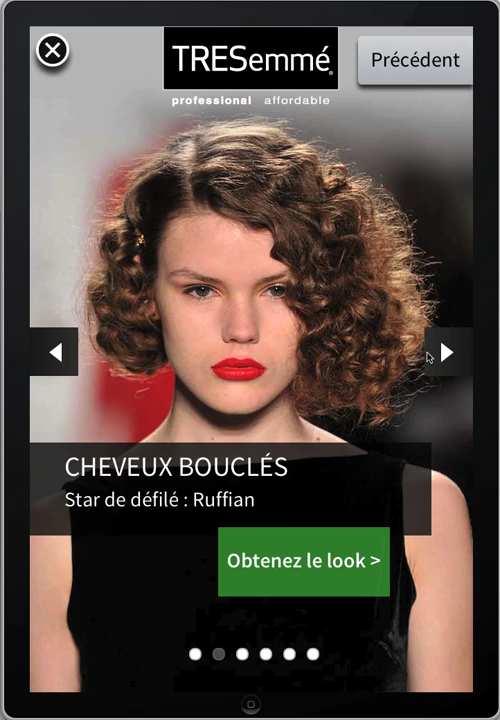 TRESemmé
Précédent
professional affordable
CHEVEUX BOUCLÉS
Star de défilé : Ruffian
Obtenez le look >